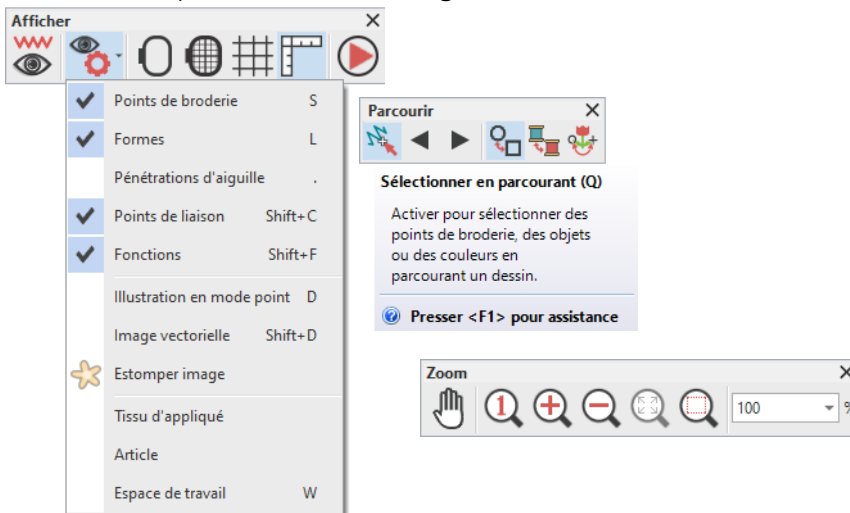 Afficher
Points de broderie S
Formes L
Pénétrations d'aiguille .
Points de liaison Shift+C
Fonctions Shift+F
Illustration en mode point D
Image vectorielle Shift+D
Estomper image
Tissu d'appliqué
Article
Espace de travail W
Parcourir
Sélectionner en parcourant (Q)
Activer pour sélectionner des
points de broderie, des objets
ou des couleurs en
parcourant un dessin.
Presser <F1> pour assistance
Zoom
1
100